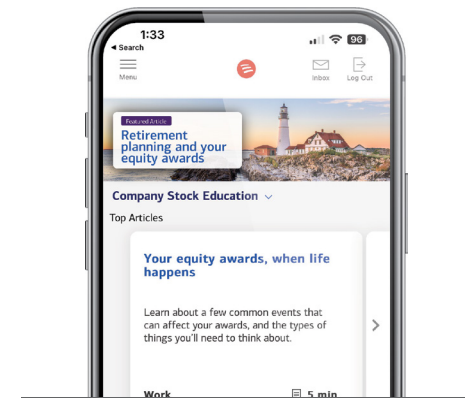 1:33
96
◂ Search
Menu
Inbox
Log Out
Featured Article
Retirement
planning and your
equity awards
Company Stock Education
Top Articles
Your equity awards, when life
happens
Learn about a few common events that
can affect your awards, and the types of
things you'll need to think about.
Work
5 min